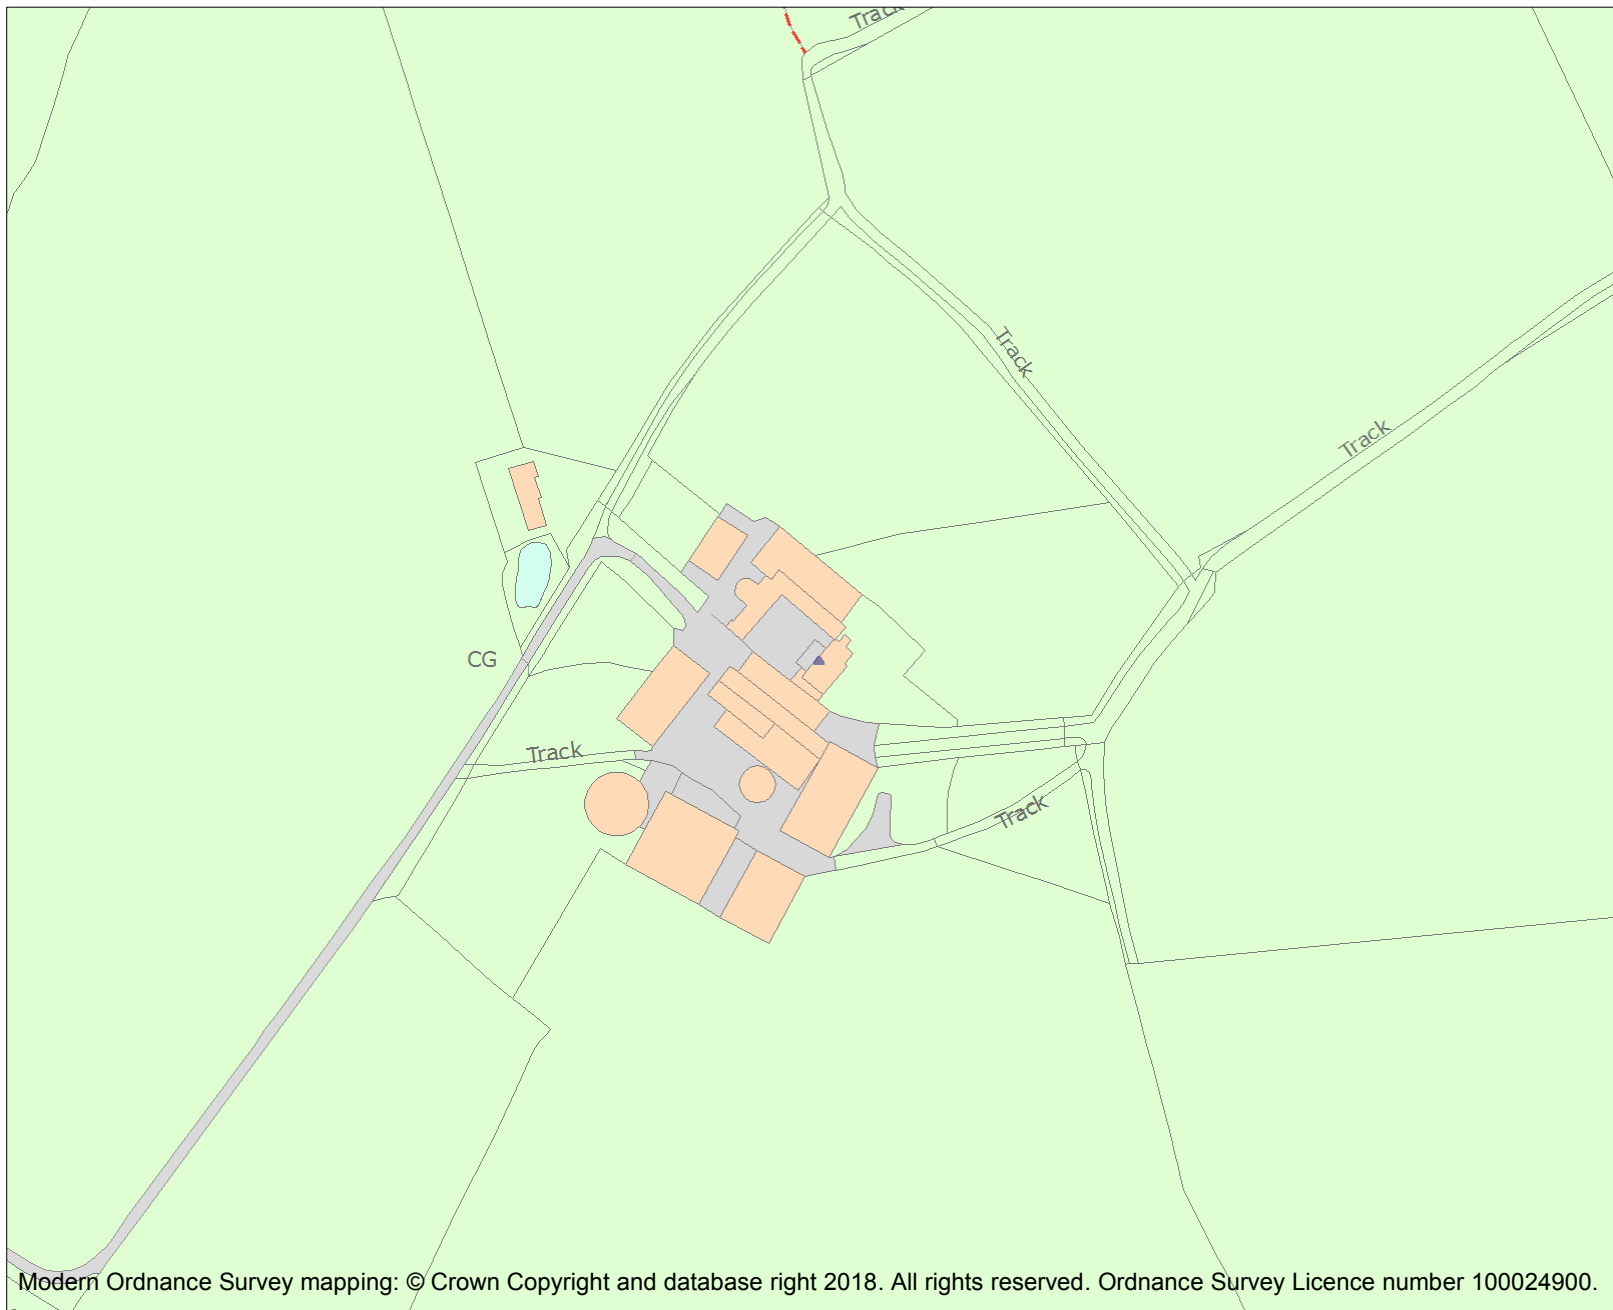 Track
Track
Track
CG
Track
Track
Modern Ordnance Survey mapping: © Crown Copyright and database right 2018. All rights reserved. Ordnance Survey Licence number 100024900.